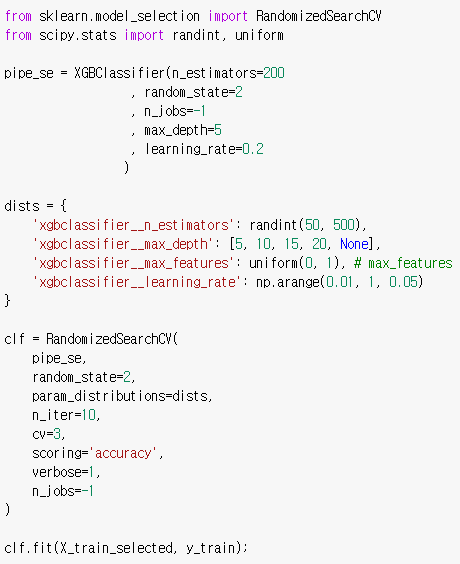 from sklearn.model_selection import RandomizedSearchCV
from scipy.stats import randint, uniform
pipe_se = XGBClassifier(n_estimators=200
, random_state=2
, n_jobs=-1
, max_depth=5
, learning_rate=0.2
)
dists = {
'xgbclassifier__n_estimators': randint(50, 500),
'xgbclassifier__max_depth': [5, 10, 15, 20, None],
'xgbclassifier__max_features': uniform(0, 1), # max_features
'xgbclassifier__learning_rate': np.arange(0.01, 1, 0.05)
}
clf = RandomizedSearchCV(
pipe_se,
random_state=2,
param_distributions=dists,
n_iter=10,
cv=3,
scoring='accuracy',
verbose=1,
n_jobs=-1
)
clf.fit(X_train_selected, y_train);